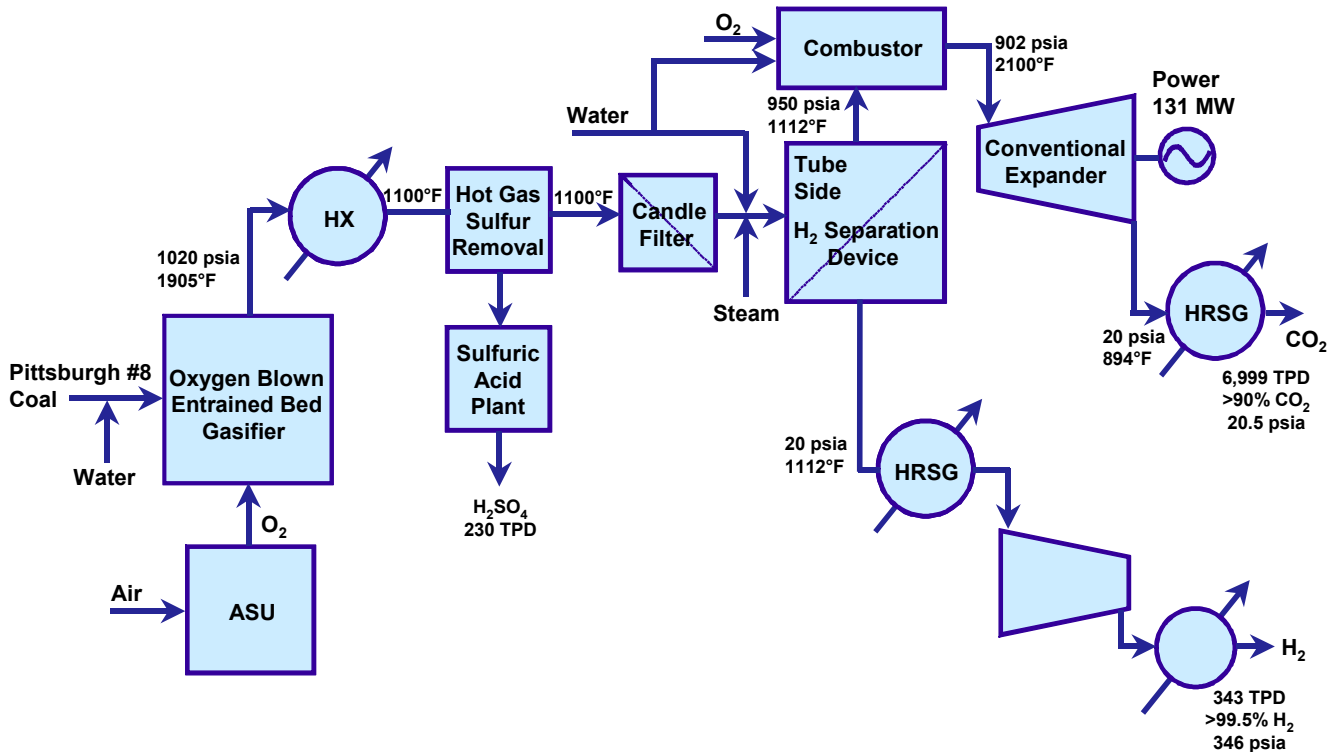 O₂
Combustor
902 psia
2100°F
Power
131 MW
Water
950 psia
1112°F
Conventional
Expander
Tube
Side
H₂ Separation
Device
HX
1100°F
Hot Gas
Sulfur
Removal
1100°F
Candle
Filter
1020 psia
1905°F
Steam
HRSG
CO₂
20 psia
894°F
6,999 TPD
>90% CO₂
20.5 psia
Pittsburgh #8
Coal
Oxygen Blown
Entrained Bed
Gasifier
Sulfuric
Acid
Plant
Water
20 psia
1112°F
HRSG
H₂SO₄
230 TPD
O₂
Air
ASU
H₂
343 TPD
>99.5% H₂
346 psia